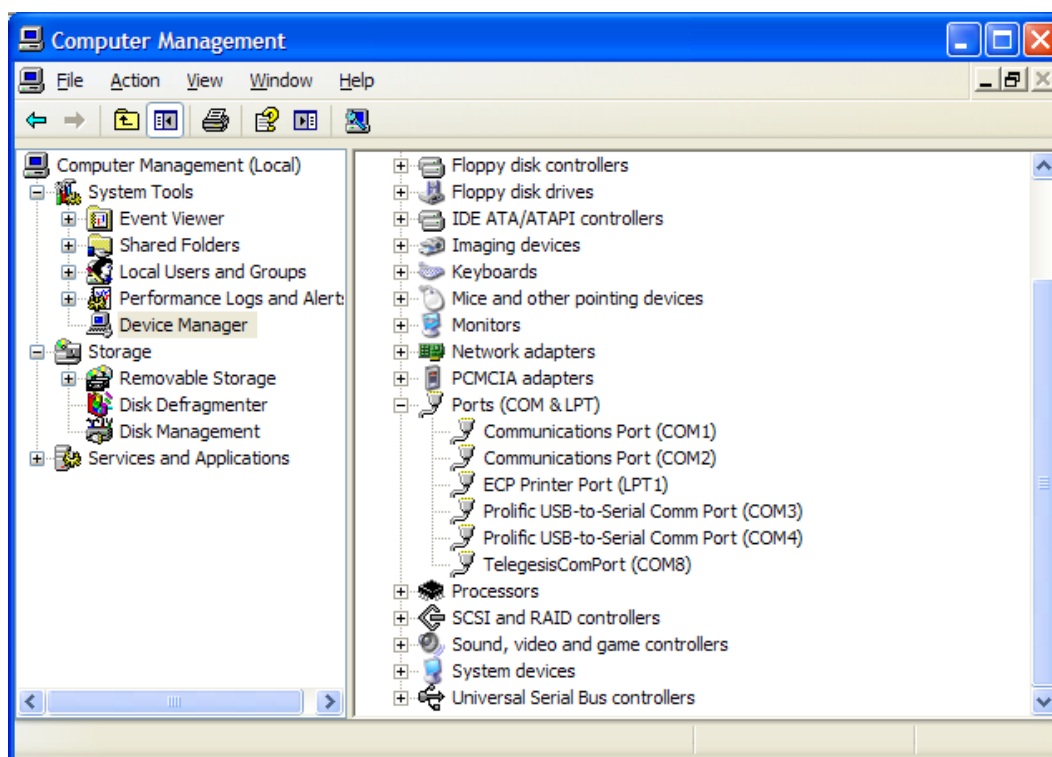 Computer Management
File Action View Window Help
Computer Management (Local)
System Tools
Event Viewer
Shared Folders
Local Users and Groups
Performance Logs and Alert
Device Manager
Storage
Removable Storage
Disk Defragmenter
Disk Management
Services and Applications
Floppy disk controllers
Floppy disk drives
IDE ATA/ATAPI controllers
Imaging devices
Keyboards
Mice and other pointing devices
Monitors
Network adapters
PCMCIA adapters
Ports (COM & LPT)
Communications Port (COM1)
Communications Port (COM2)
ECP Printer Port (LPT1)
Prolific USB-to-Serial Comm Port (COM3)
Prolific USB-to-Serial Comm Port (COM4)
TelegesisComPort (COM8)
Processors
SCSI and RAID controllers
Sound, video and game controllers
System devices
Universal Serial Bus controllers